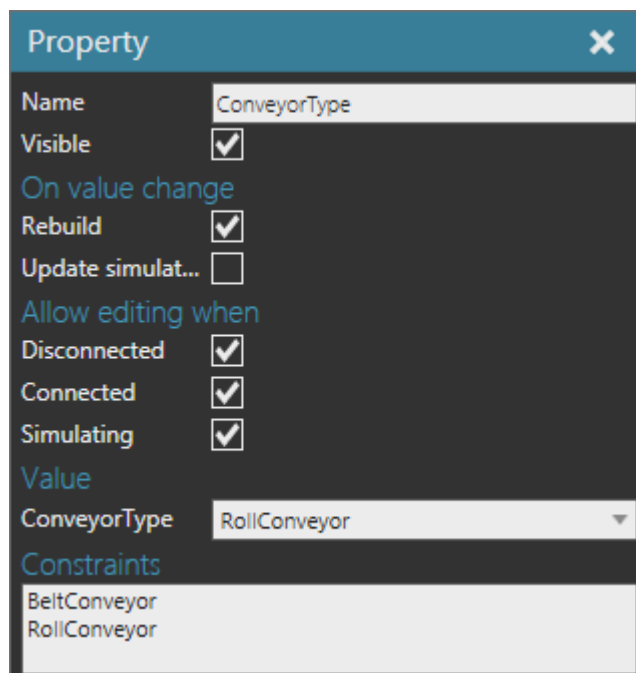 Property
Name ConveyorType
Visible
On value change
Rebuild
Update simulat...
Allow editing when
Disconnected
Connected
Simulating
Value
ConveyorType RollConveyor
Constraints
BeltConveyor
RollConveyor